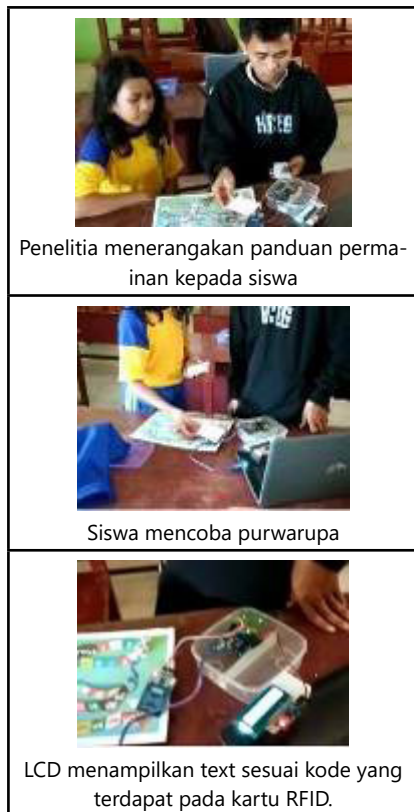 Penelitia menerangakan panduan perma-
inan kepada siswa
Siswa mencoba purwarupa
LCD menampilkan text sesuai kode yang
terdapat pada kartu RFID.